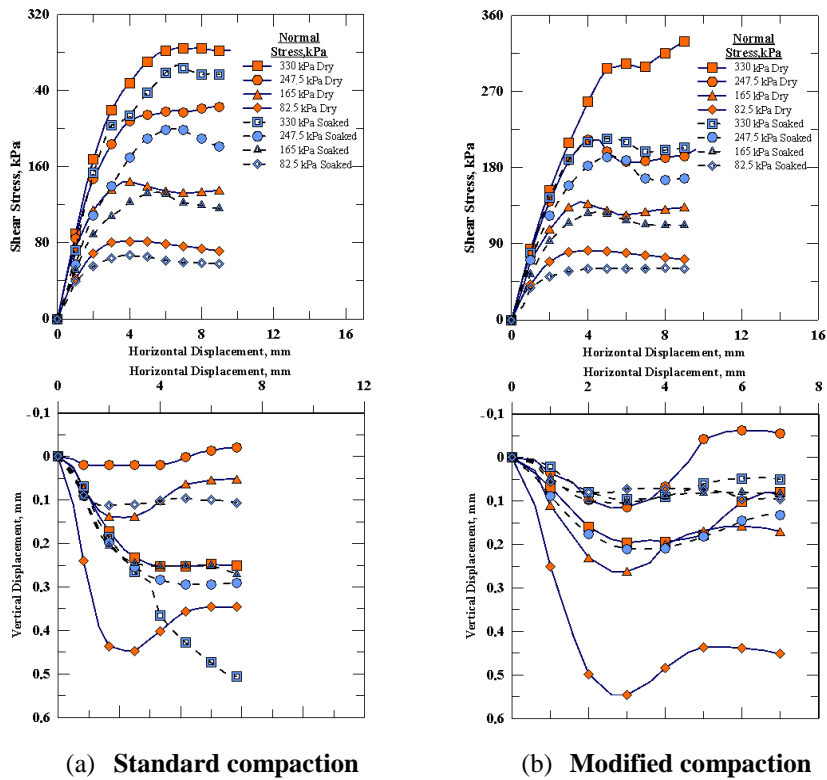 320
40
160
80
0
Shear Stress, kPa
Normal
Stress,kPa
330 kPa Dry
247.5 kPa Dry
165 kPa Dry
82.5 kPa Dry
330 kPa Soaked
247.5 kPa Soaked
165 kPa Soaked
82.5 kPa Soaked
0 4 8 12 16
Horizontal Displacement, mm
360
270
180
90
0
Shear Stress, kPa
Normal
Stress,kPa
330 kPa Dry
247.5 kPa Dry
165 kPa Dry
82.5 kPa Dry
330 kPa Soaked
247.5 kPa Soaked
165 kPa Soaked
82.5 kPa Soaked
0 4 8 12 16
Horizontal Displacement, mm
Horizontal Displacement, mm
0 4 8 12
-0,1
0
0,1
0,2
0,3
0,4
0,5
0,6
Vertical Displacement, mm
Horizontal Displacement, mm
0 2 4 6 8
-0,1
0
0,1
0,2
0,3
0,4
0,5
0,6
Vertical Displacement, mm
(a) Standard compaction
(b) Modified compaction